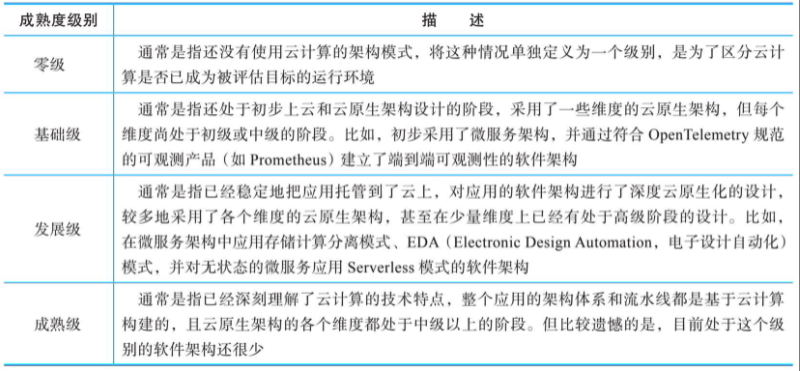 成熟度级别 描述
零级
通常是指还没有使用云计算的架构模式，将这种情况单独定义为一个级别，是为了区分云计
算是否已成为被评估目标的运行环境
基础级
通常是指还处于初步上云和云原生架构设计的阶段，采用了一些维度的云原生架构，但每个
维度尚处于初级或中级的阶段。比如，初步采用了微服务架构，并通过符合 OpenTelemetry 规范
的可观测产品（如 Prometheus）建立了端到端可观测性的软件架构
发展级
通常是指已经稳定地把应用托管到了云上，对应用的软件架构进行了深度云原生化的设计，
较多地采用了各个维度的云原生架构，甚至在少量维度上已经有处于高级阶段的设计。比如，
在微服务架构中应用存储计算分离模式、EDA（Electronic Design Automation，电子设计自动化）
模式，并对无状态的微服务应用 Serverless 模式的软件架构
成熟级
通常是指已经深刻理解了云计算的技术特点，整个应用的架构体系和流水线都是基于云计算
构建的，且云原生架构的各个维度都处于中级以上的阶段。但比较遗憾的是，目前处于这个级
别的软件架构还很少